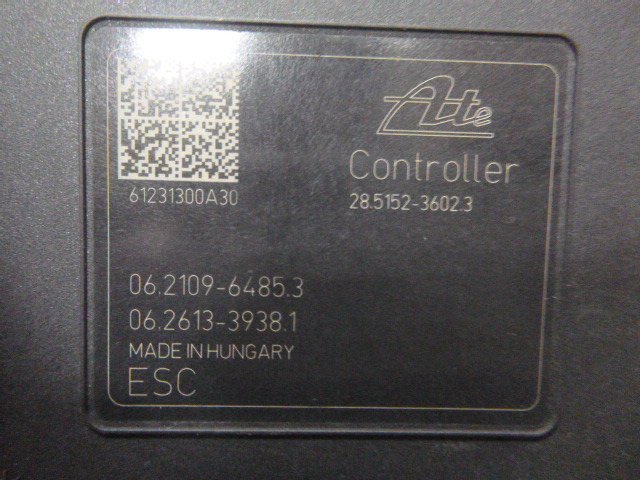 Ate
Controller
28.5152-3602.3
61231300A30
06.2109-6485.3
06.2613-3938.1
MADE IN HUNGARY
ESC